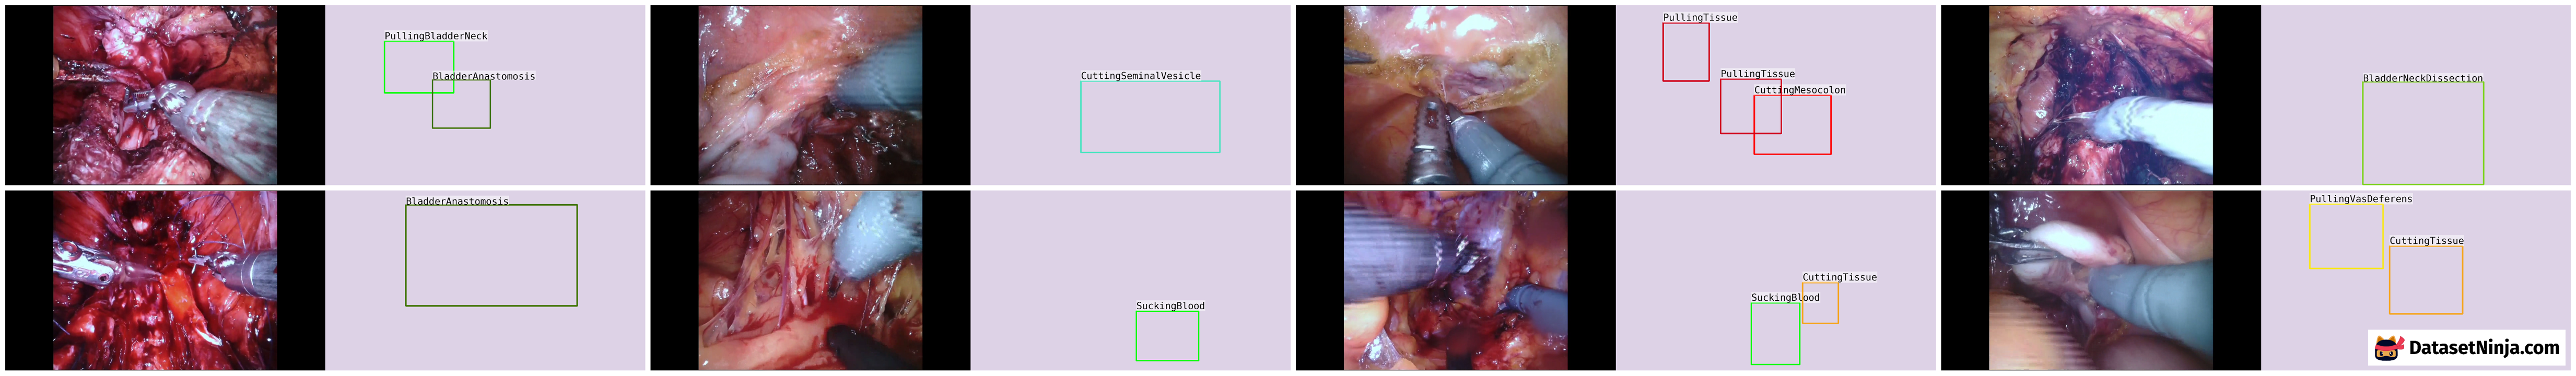 PullingBladderNeck
BladderAnastomosis
CuttingSeminalVesicle
PullingTissue
PullingTissue
CuttingMesocolon
BladderNeckDissection
BladderAnastomosis
SuckingBlood
CuttingTissue
SuckingBlood
PullingVasDeferens
CuttingTissue
DatasetNinja.com